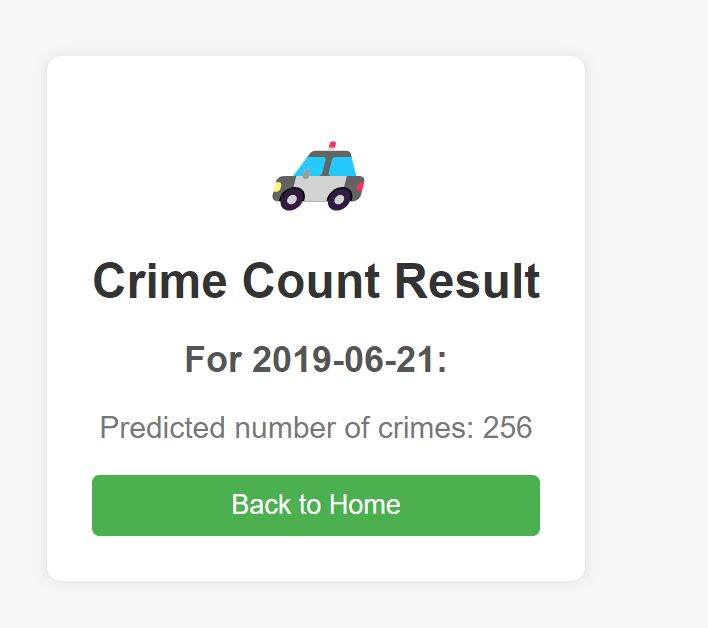 Crime Count Result
For 2019-06-21:
Predicted number of crimes: 256
Back to Home